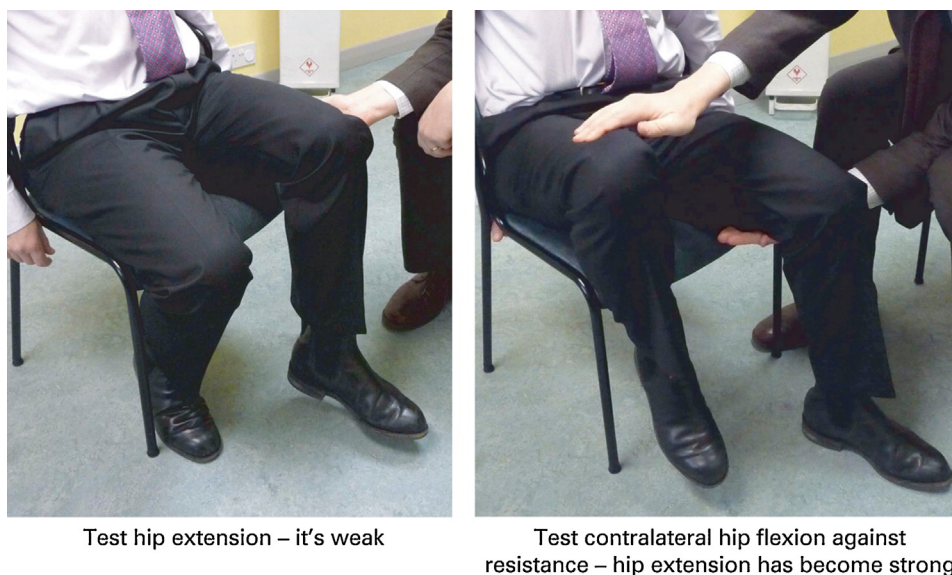 Test hip extension – it's weak
Test contralateral hip flexion against
resistance – hip extension has become strong